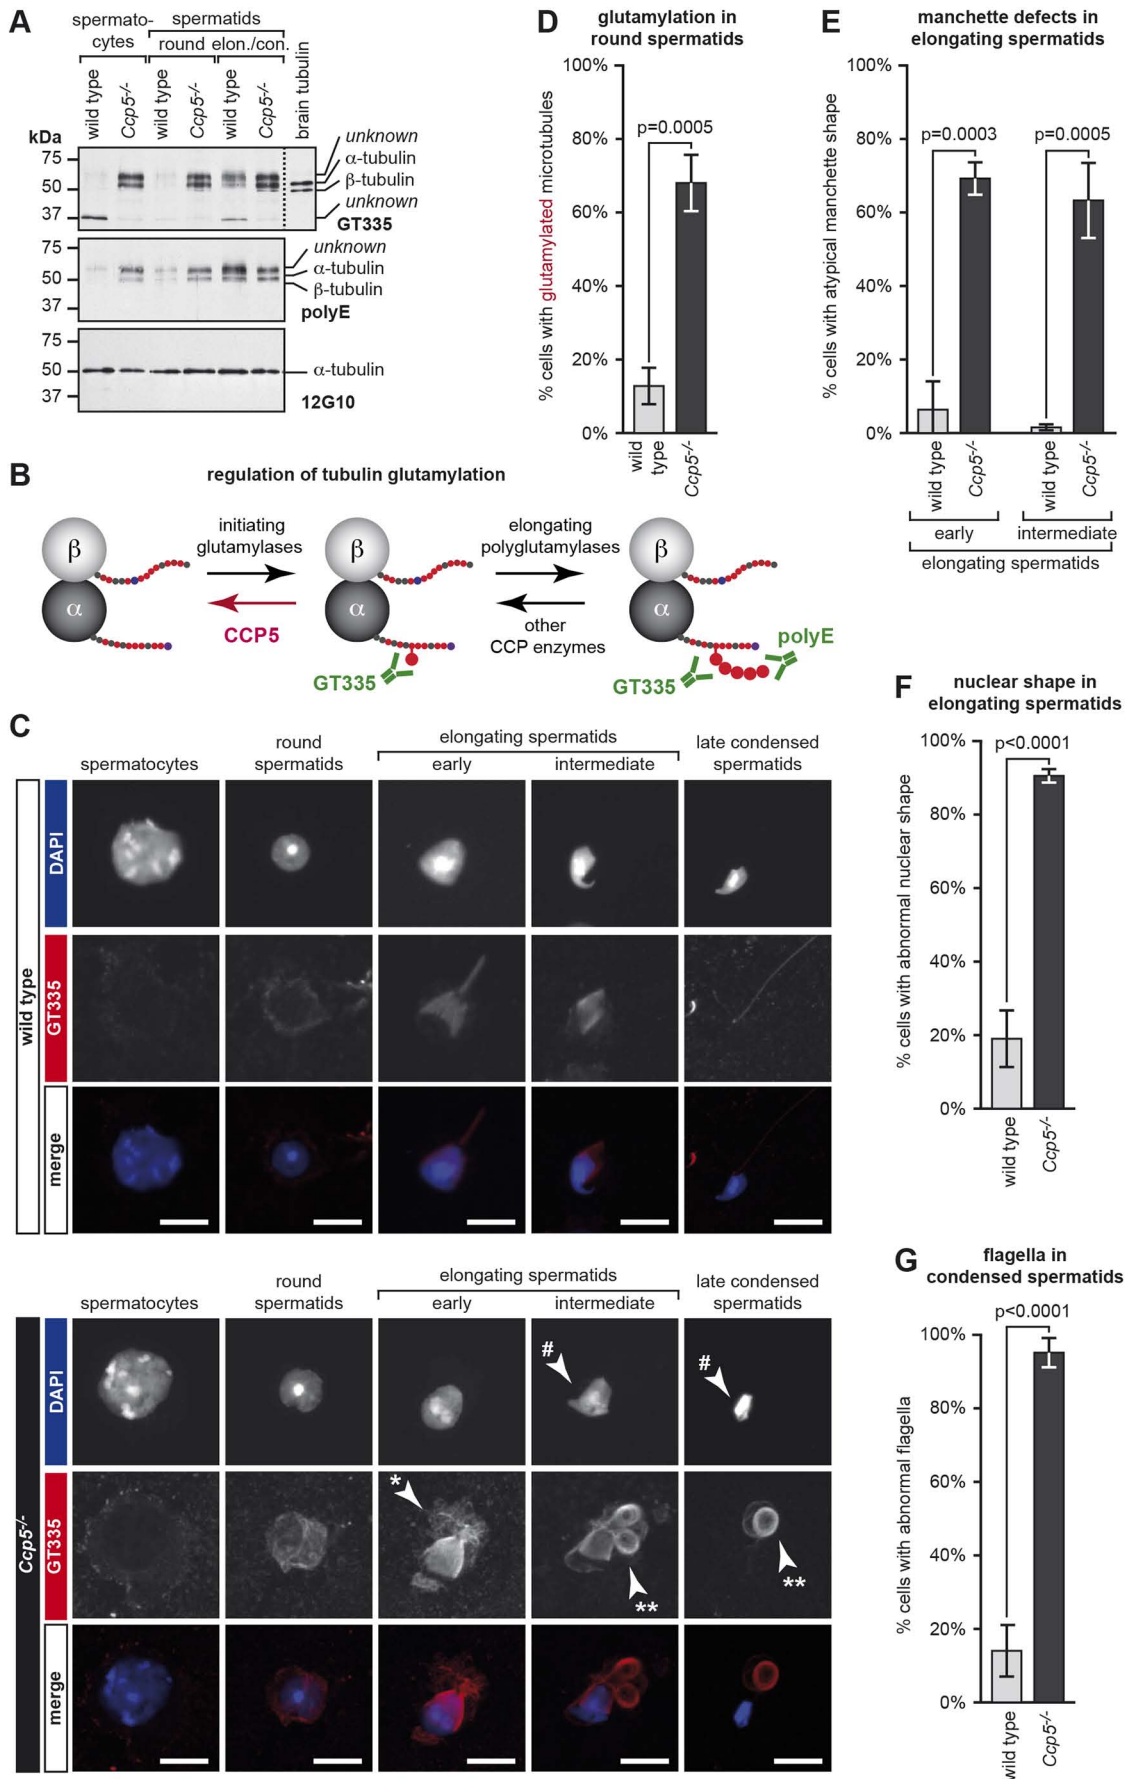 A
spermato-
cytes
spermatids
round elon./con.
wild type
Ccp5-/-
wild type
Ccp5-/-
wild type
Ccp5-/-
brain tubulin
kDa
75
50
37
unknown
α-tubulin
β-tubulin
unknown
GT335
75
50
37
unknown
α-tubulin
β-tubulin
polyE
75
50
37
α-tubulin
12G10
B
regulation of tubulin glutamylation
β
α
initiating
glutamylases
CCP5
β
α
GT335
elongating
polyglutamylases
other
CCP enzymes
β
α
GT335
polyE
C
spermatocytes
round
spermatids
elongating spermatids
early
intermediate
late condensed
spermatids
wild type
DAPI
GT335
merge
spermatocytes
round
spermatids
elongating spermatids
early
intermediate
late condensed
spermatids
Ccp5-/-
DAPI
#
#
GT335
*
**
**
merge
D
glutamylation in
round spermatids
% cells with glutamylated microtubules
100%
80%
60%
40%
20%
0%
p=0.0005
wild
type
Ccp5-/-
E
manchette defects in
elongating spermatids
% cells with atypical manchette shape
100%
80%
60%
40%
20%
0%
p=0.0003
p=0.0005
wild type
Ccp5-/-
wild type
Ccp5-/-
early
intermediate
elongating spermatids
F
nuclear shape in
elongating spermatids
% cells with abnormal nuclear shape
100%
80%
60%
40%
20%
0%
p<0.0001
wild type
Ccp5-/-
G
flagella in
condensed spermatids
% cells with abnormal flagella
100%
80%
60%
40%
20%
0%
p<0.0001
wild type
Ccp5-/-